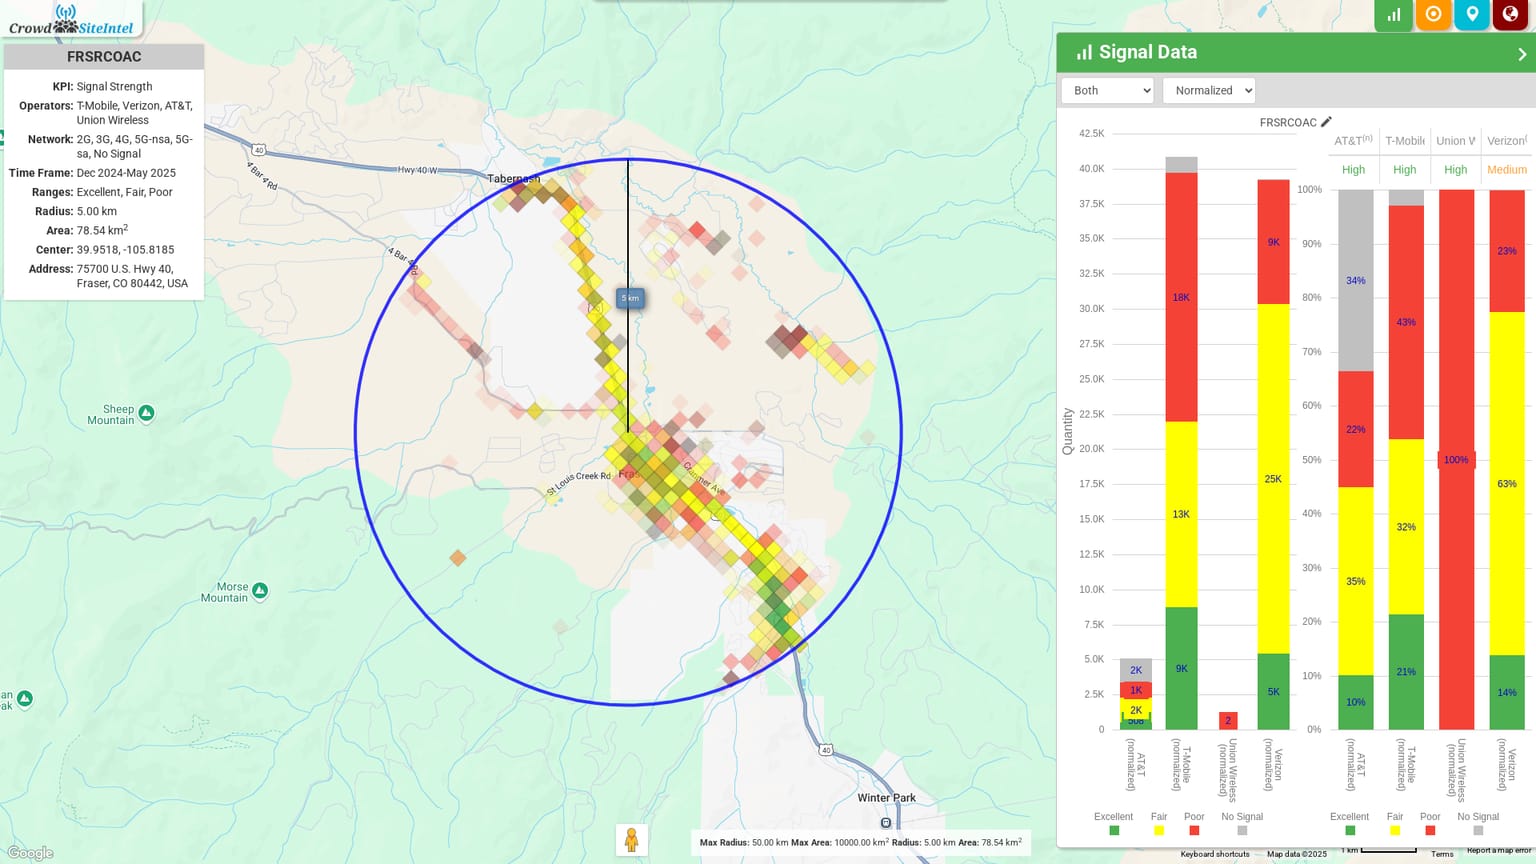 Crowd SiteIntel
FRSRCOAC
KPI: Signal Strength
Operators: T-Mobile, Verizon, AT&T,
Union Wireless
Network: 2G, 3G, 4G, 5G-nsa, 5G-
sa, No Signal
Time Frame: Dec 2024-May 2025
Ranges: Excellent, Fair, Poor
Radius: 5.00 km
Area: 78.54 km²
Center: 39.9518, -105.8185
Address: 75700 U.S. Hwy 40,
Fraser, CO 80442, USA
40
4 Bar 4 Rd
Hwy 40 W
Tabernash
4 Bar 4 Rd
5 km
Sheep
Mountain
St Louis Creek Rd
Cranmer Ave
Morse
Mountain
40
Winter Park
Google
Max Radius: 50.00 km Max Area: 10000.00 km² Radius: 5.00 km Area: 78.54 km²
Keyboard shortcuts
Map data ©2025
1 km
Terms
Report a map error
Signal Data
Both
Normalized
FRSRCOAC
Quantity
42.5K
40.0K
37.5K
35.0K
32.5K
30.0K
27.5K
25.0K
22.5K
20.0K
17.5K
15.0K
12.5K
10.0K
7.5K
5.0K
2.5K
0
2K
1K
2K
508
18K
13K
9K
2
9K
25K
5K
AT&T
(normalized)
T-Mobile
(normalized)
Union Wireless
(normalized)
Verizon
(normalized)
Excellent
Fair
Poor
No Signal
AT&T(n)
T-Mobile
Union W
Verizon(
High
High
High
Medium
100%
90%
80%
70%
60%
50%
40%
30%
20%
10%
0%
34%
22%
35%
10%
43%
32%
21%
100%
23%
63%
14%
AT&T
(normalized)
T-Mobile
(normalized)
Union Wireless
(normalized)
Verizon
(normalized)
Excellent
Fair
Poor
No Signal